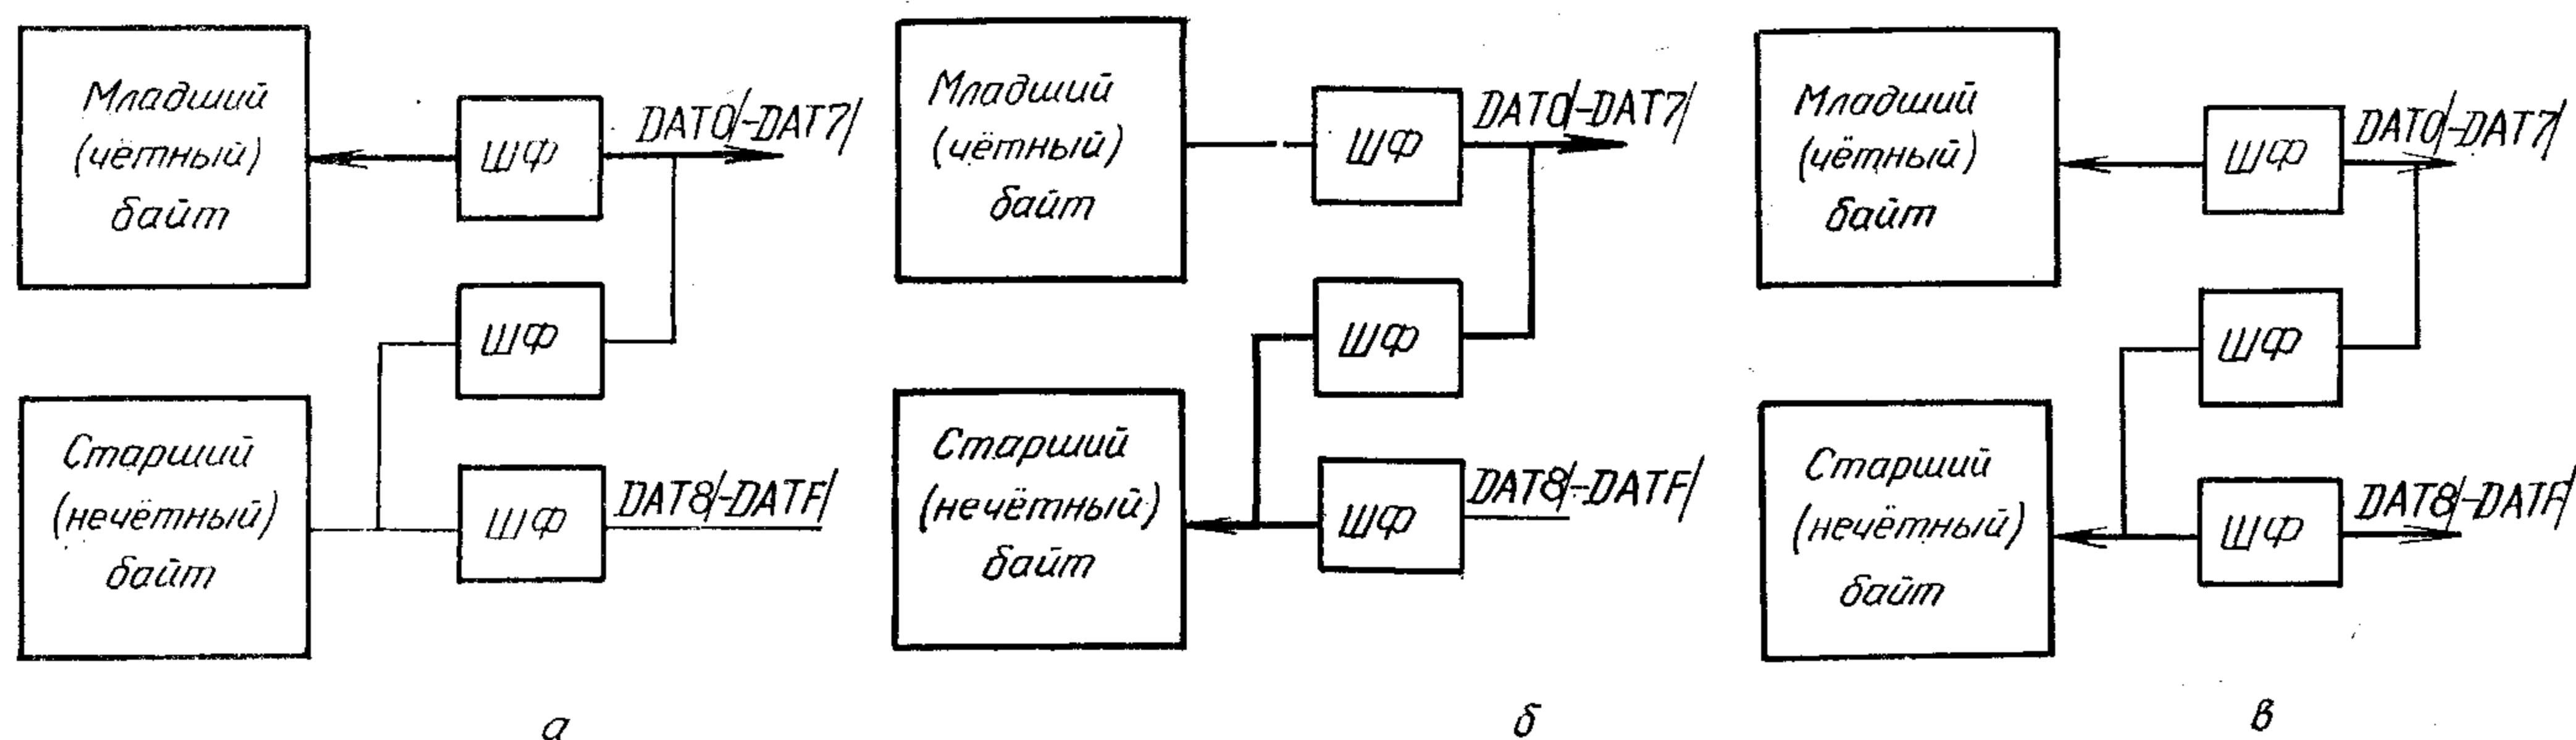 Младший
(чётный)
байт
ШФ
DAT0/-DAT7/
ШФ
Старший
(нечётный)
байт
ШФ
DAT8/-DATF/
а
Младший
(чётный)
байт
ШФ
DAT0/-DAT7/
ШФ
Старший
(нечётный)
байт
ШФ
DAT8/-DATF/
б
Младший
(чётный)
байт
ШФ
DAT0/-DAT7/
ШФ
Старший
(нечётный)
байт
ШФ
DAT8/-DATF/
в